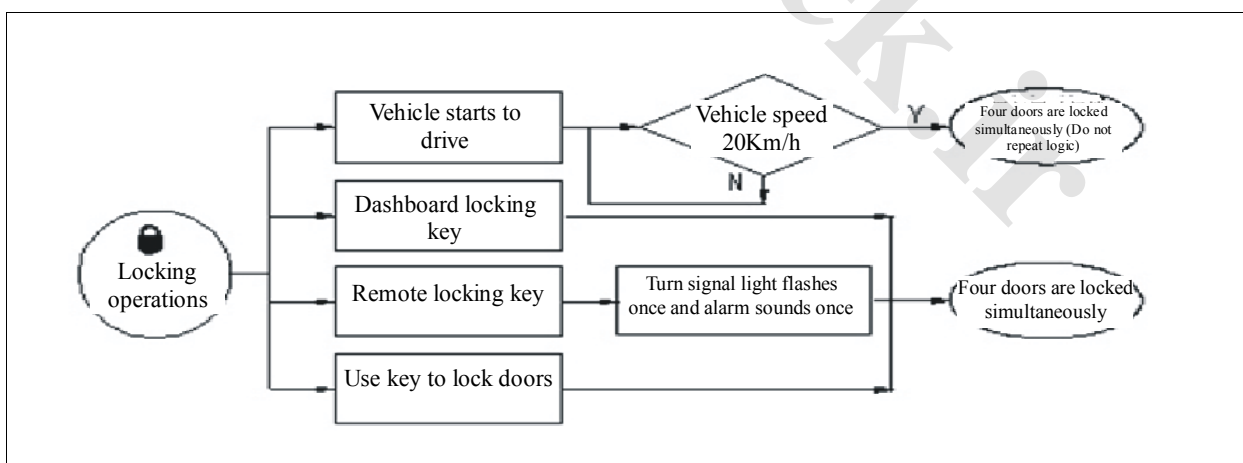 Vehicle starts to
drive
Vehicle speed
20Km/h
Y
N
Four doors are locked
simultaneously (Do not
repeat logic)
Dashboard locking
key
Locking
operations
Remote locking key
Turn signal light flashes
once and alarm sounds once
Four doors are locked
simultaneously
Use key to lock doors
ck.ir